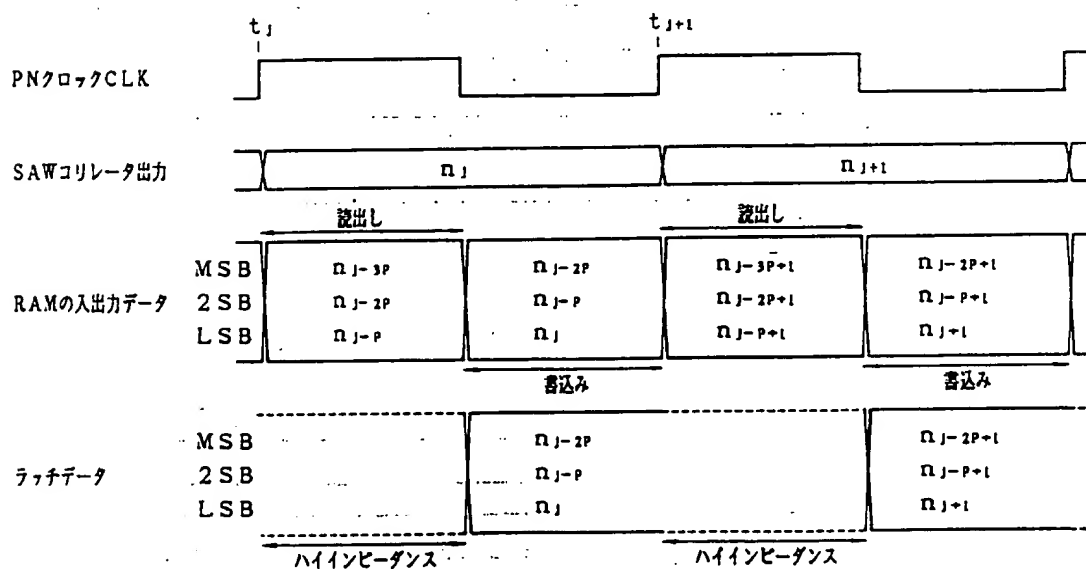 tJ tJ+1
PNクロックCLK
SAWコリレータ出力 nJ nJ+1
読出し 読出し
MSB nJ-3P nJ-2P nJ-3P+1 nJ-2P+1
RAMの入出力データ 2SB nJ-2P nJ-P nJ-2P+1 nJ-P+1
LSB nJ-P nJ nJ-P+1 nJ+1
書込み 書込み
MSB nJ-2P nJ-2P+1
ラッチデータ 2SB nJ-P nJ-P+1
LSB nJ nJ+1
ハイインピーダンス ハイインピーダンス